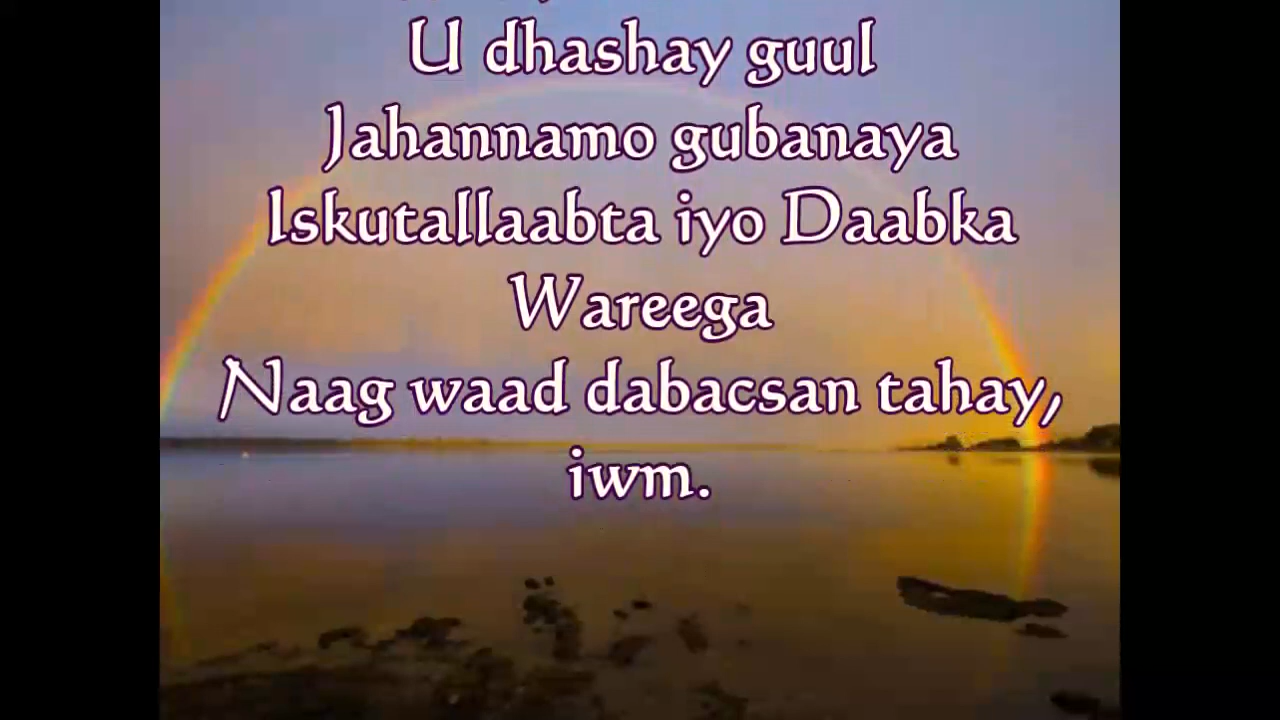 U dhashay guul
Jahannamo gubanaya
Iskutallaabta iyo Daabka
Wareega
Naag waad dabacsan tahay,
iwm.